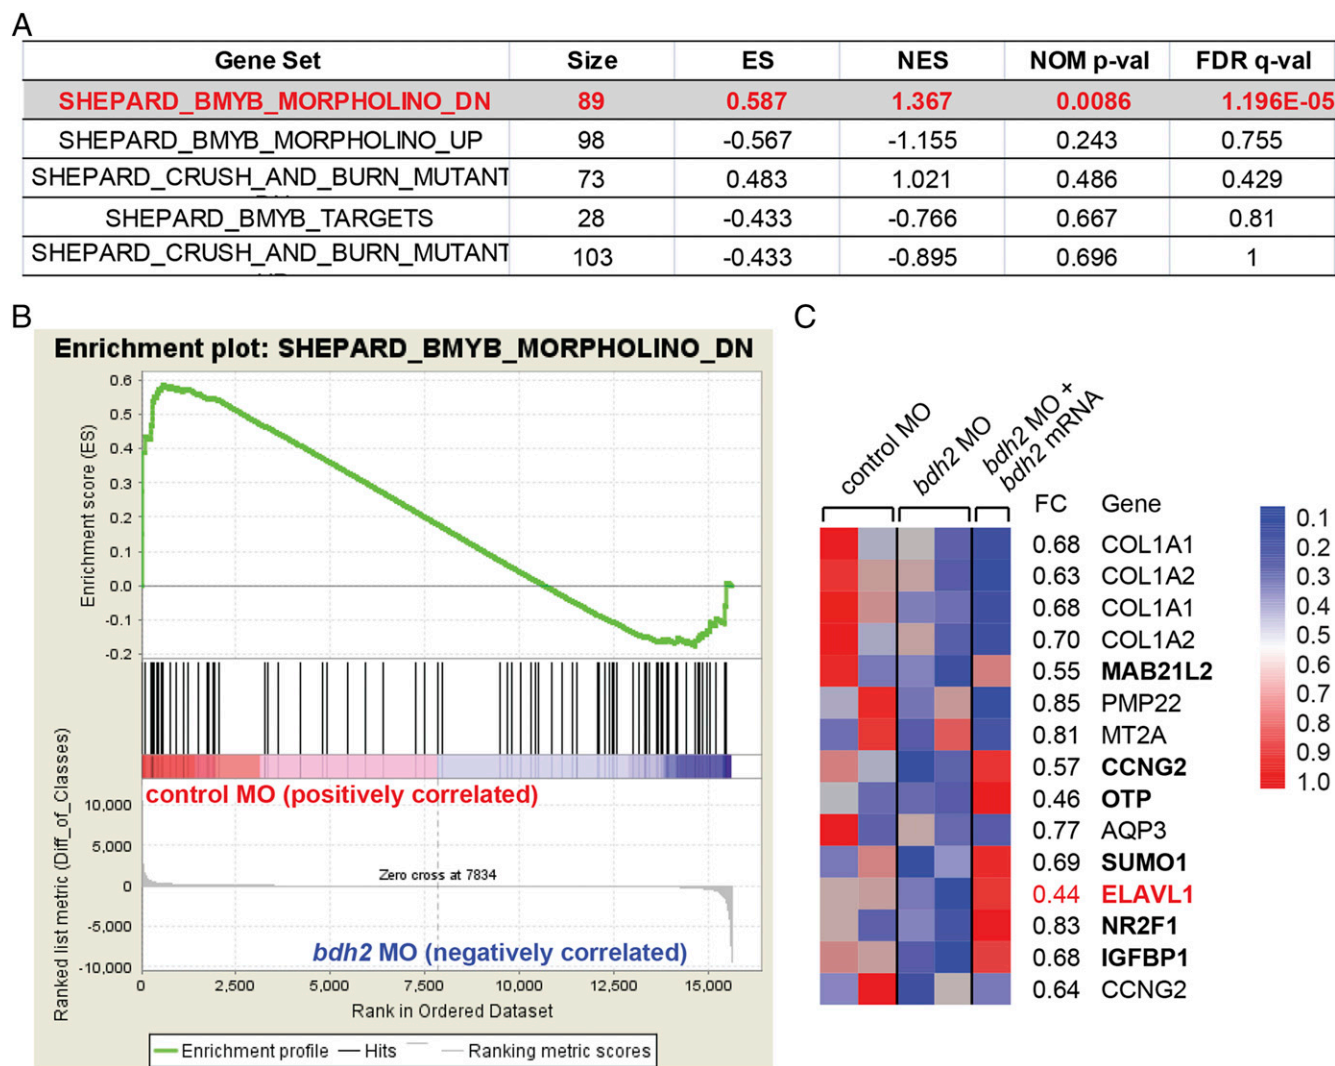 A
Gene Set Size ES NES NOM p-val FDR q-val
SHEPARD_BMYB_MORPHOLINO_DN 89 0.587 1.367 0.0086 1.196E-05
SHEPARD_BMYB_MORPHOLINO_UP 98 -0.567 -1.155 0.243 0.755
SHEPARD_CRUSH_AND_BURN_MUTANT 73 0.483 1.021 0.486 0.429
SHEPARD_BMYB_TARGETS 28 -0.433 -0.766 0.667 0.81
SHEPARD_CRUSH_AND_BURN_MUTANT 103 -0.433 -0.895 0.696 1
B
Enrichment plot: SHEPARD_BMYB_MORPHOLINO_DN
Enrichment score (ES)
0.6
0.5
0.4
0.3
0.2
0.1
0.0
-0.1
-0.2
control MO (positively correlated)
Ranked list metric (Diff_of_Classes)
10,000
5,000
0
-5,000
-10,000
Zero cross at 7834
bdh2 MO (negatively correlated)
0 2,500 5,000 7,500 10,000 12,500 15,000
Rank in Ordered Dataset
Enrichment profile Hits Ranking metric scores
C
control MO
bdh2 MO
bdh2 MO +
bdh2 mRNA
FC Gene
0.68 COL1A1
0.63 COL1A2
0.68 COL1A1
0.70 COL1A2
0.55 MAB21L2
0.85 PMP22
0.81 MT2A
0.57 CCNG2
0.46 OTP
0.77 AQP3
0.69 SUMO1
0.44 ELAVL1
0.83 NR2F1
0.68 IGFBP1
0.64 CCNG2
0.1
0.2
0.3
0.4
0.5
0.6
0.7
0.8
0.9
1.0